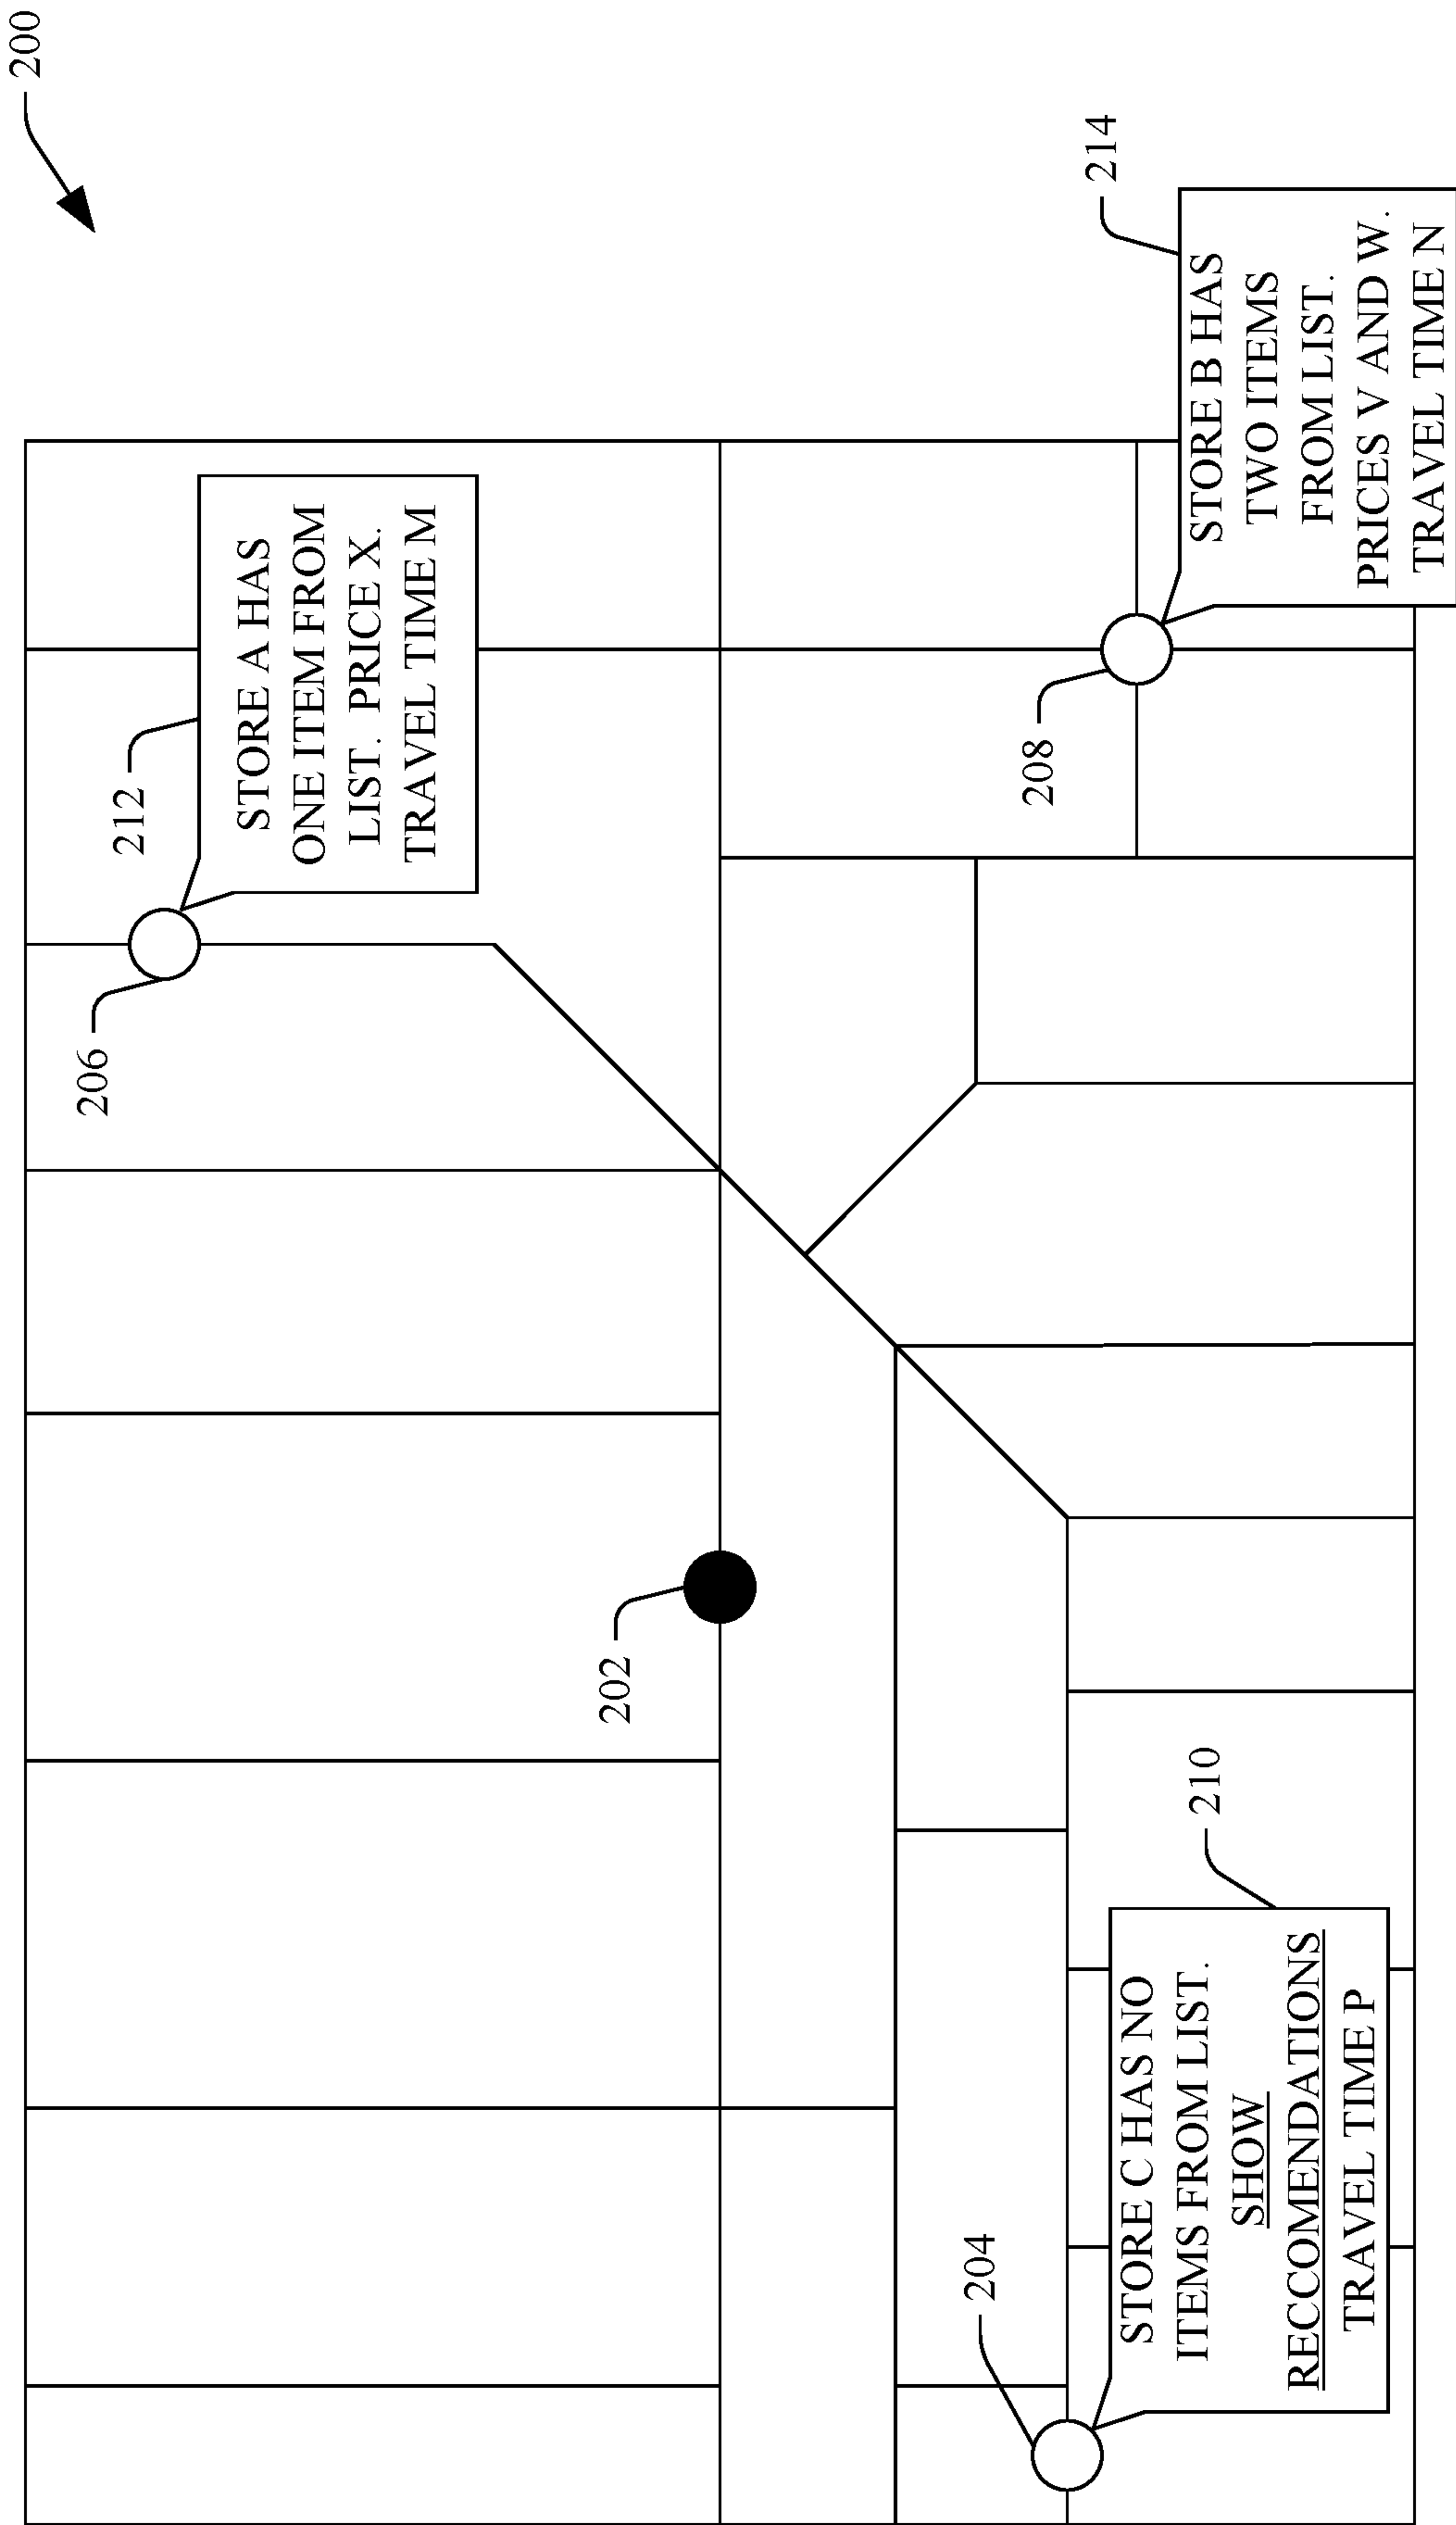 200
212
STORE A HAS
ONE ITEM FROM
LIST. PRICE X.
TRAVEL TIME M
206
202
214
STORE B HAS
TWO ITEMS
FROM LIST.
PRICES V AND W.
TRAVEL TIME N
208
204
210
STORE C HAS NO
ITEMS FROM LIST.
SHOW
RECCOMENDATIONS
TRAVEL TIME P